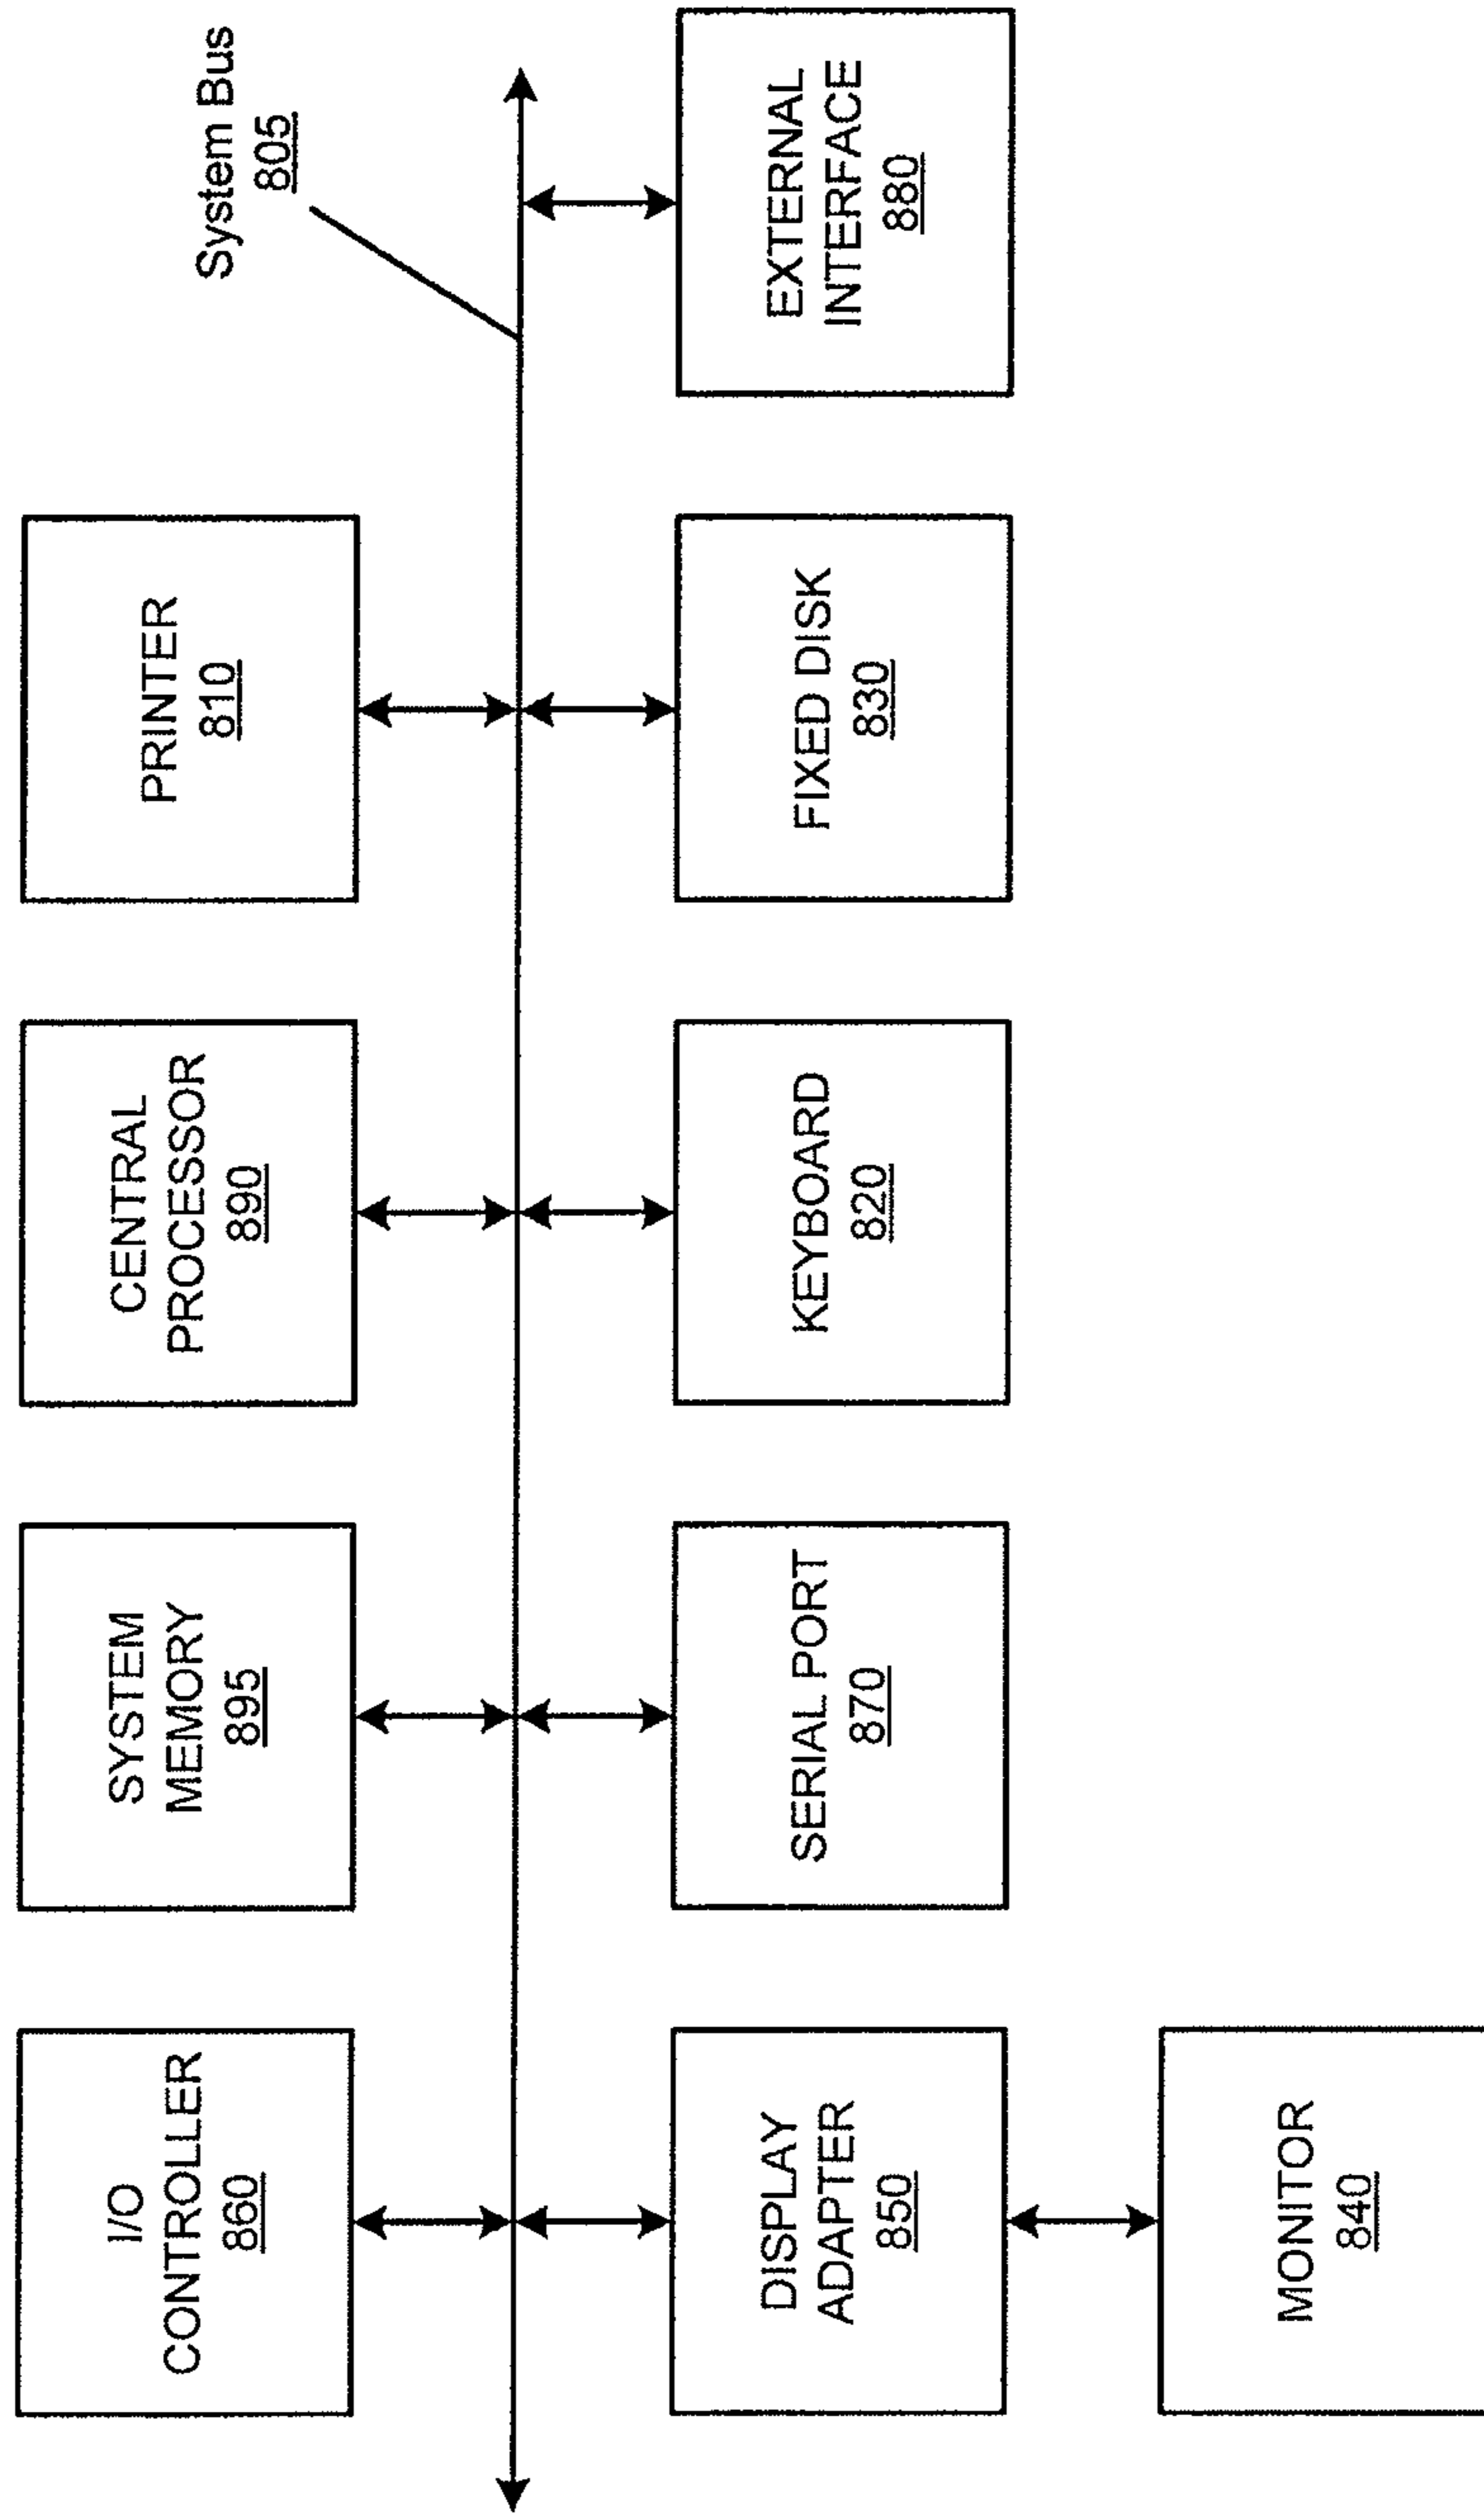 System Bus
805
I/O
CONTROLLER
860
SYSTEM
MEMORY
895
CENTRAL
PROCESSOR
890
PRINTER
810
DISPLAY
ADAPTER
850
SERIAL PORT
870
KEYBOARD
820
FIXED DISK
830
EXTERNAL
INTERFACE
880
MONITOR
840